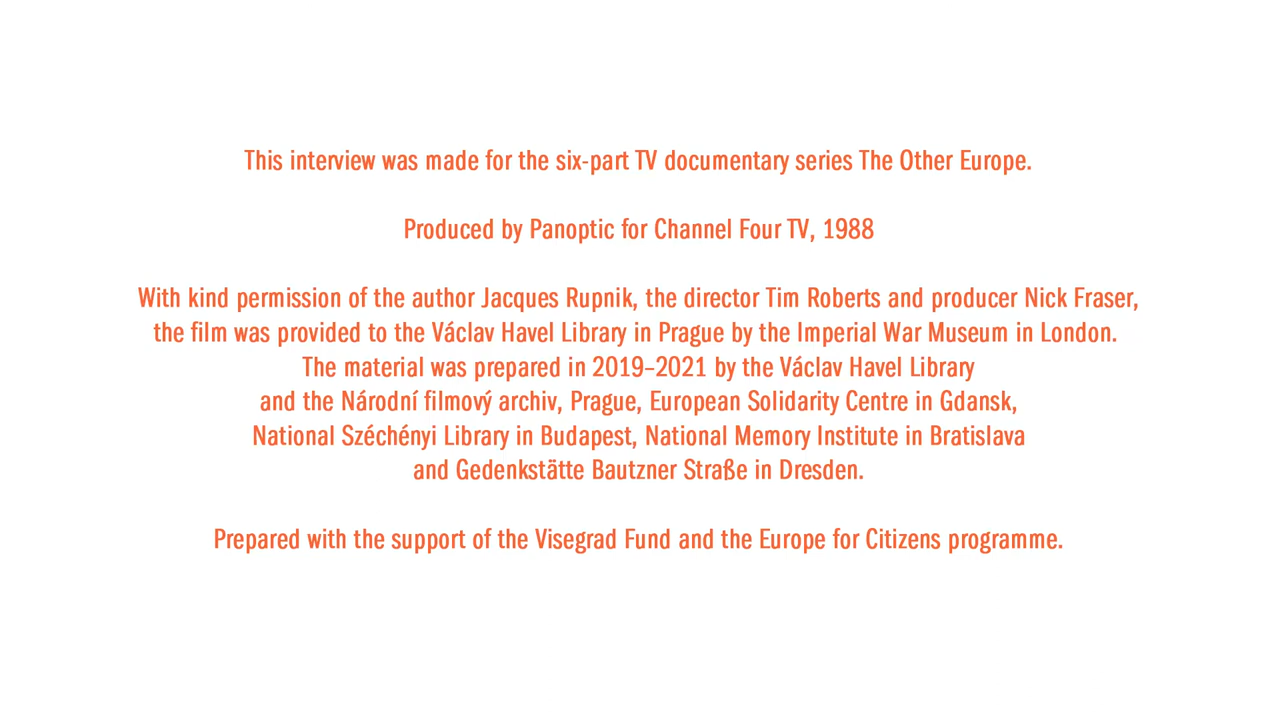 This interview was made for the six-part TV documentary series The Other Europe.
Produced by Panoptic for Channel Four TV, 1988
With kind permission of the author Jacques Rupnik, the director Tim Roberts and producer Nick Fraser,
the film was provided to the Václav Havel Library in Prague by the Imperial War Museum in London.
The material was prepared in 2019–2021 by the Václav Havel Library
and the Národní filmový archiv, Prague, European Solidarity Centre in Gdansk,
National Széchényi Library in Budapest, National Memory Institute in Bratislava
and Gedenkstätte Bautzner Straße in Dresden.
Prepared with the support of the Visegrad Fund and the Europe for Citizens programme.